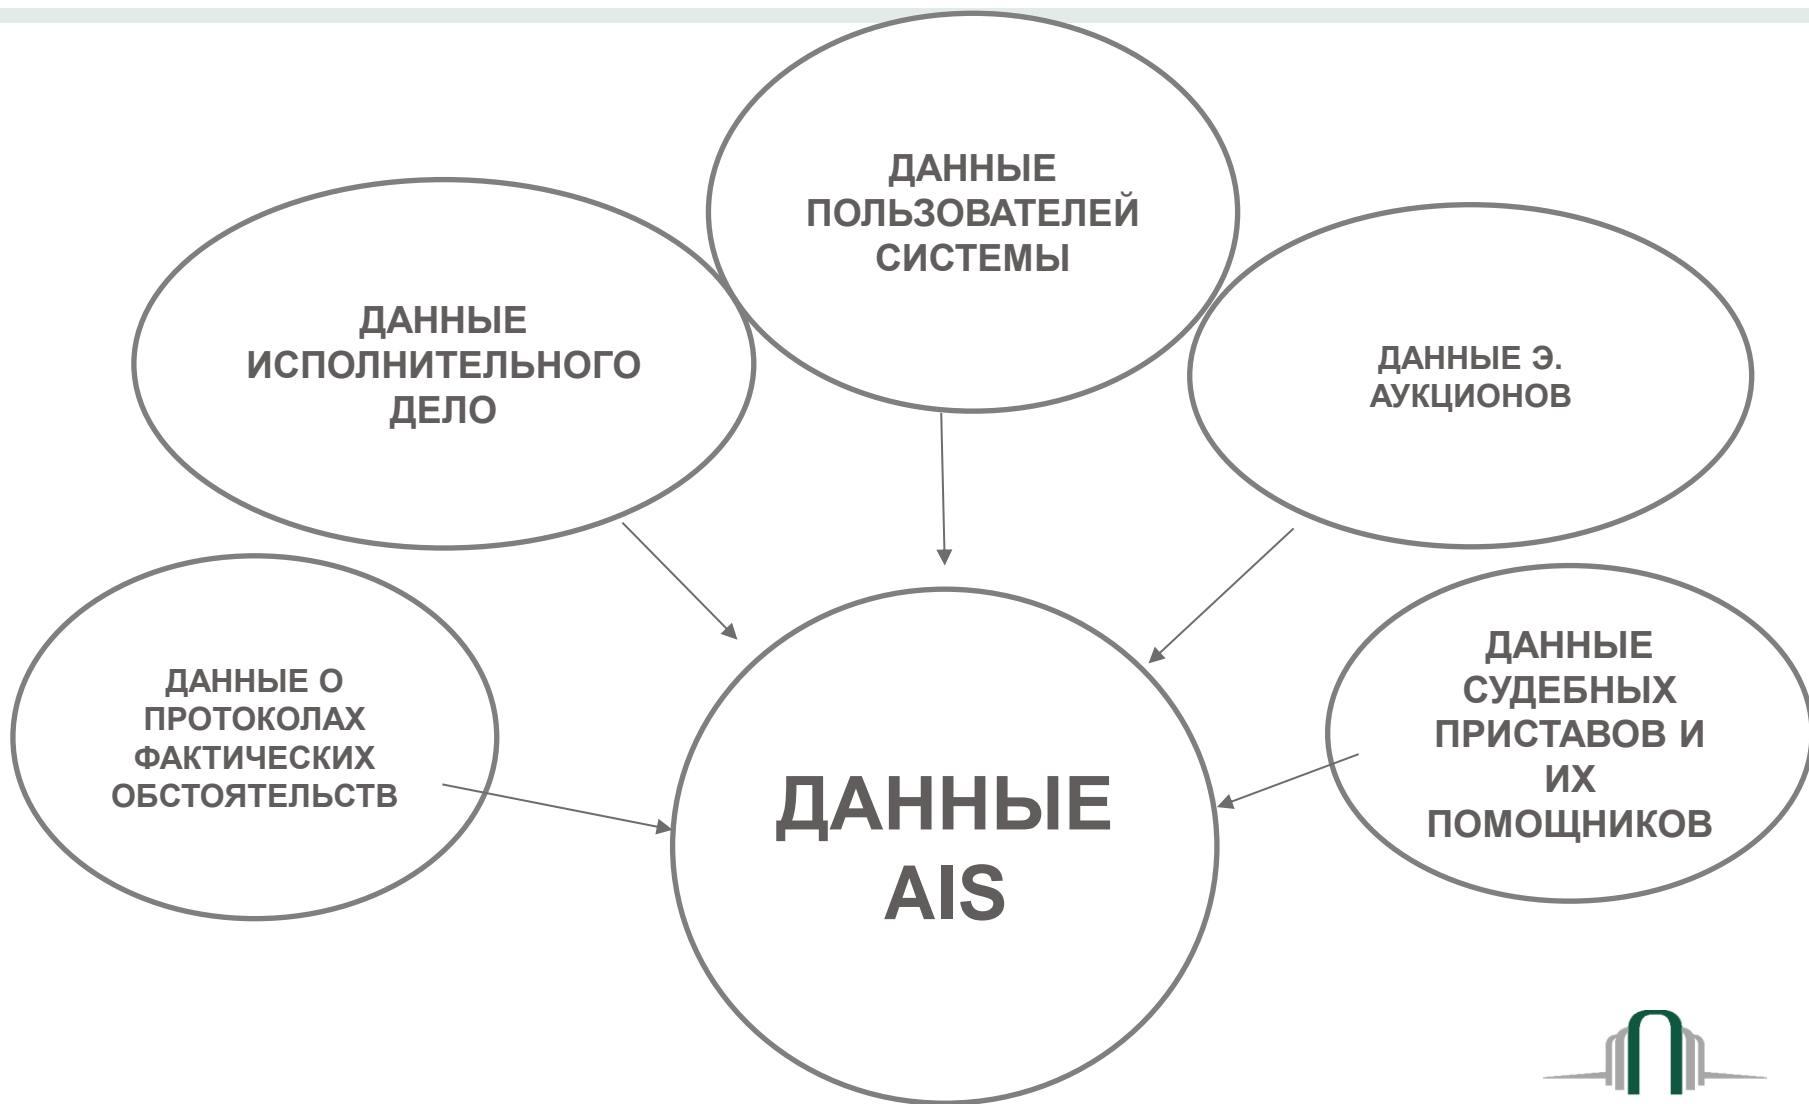 ДАННЫЕ
ПОЛЬЗОВАТЕЛЕЙ
СИСТЕМЫ
ДАННЫЕ
ИСПОЛНИТЕЛЬНОГО
ДЕЛО
ДАННЫЕ Э.
АУКЦИОНОВ
ДАННЫЕ О
ПРОТОКОЛАХ
ФАКТИЧЕСКИХ
ОБСТОЯТЕЛЬСТВ
ДАННЫЕ
СУДЕБНЫХ
ПРИСТАВОВ И
ИХ
ПОМОЩНИКОВ
ДАННЫЕ
AIS